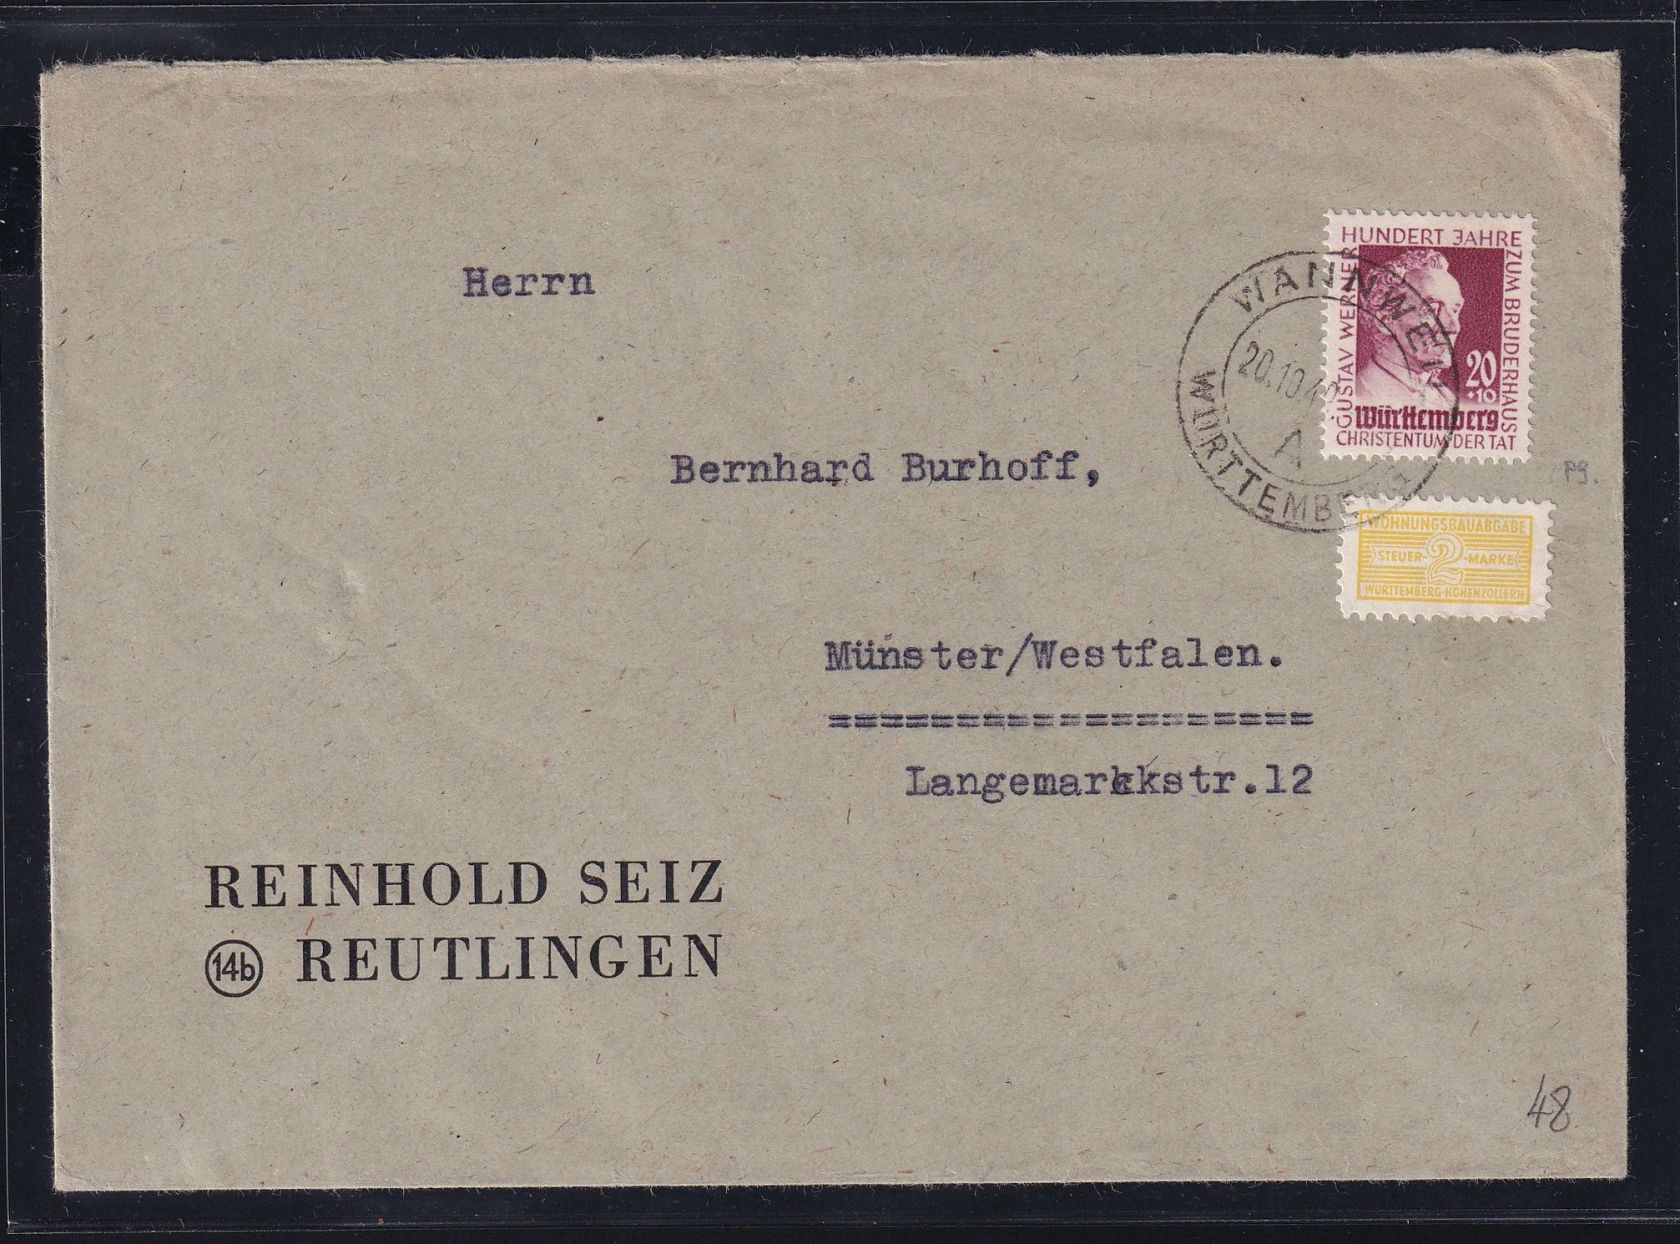 HUNDERT JAHRE
ZUM BRUDERHAUS
GUSTAV WERNER
20
+10
Württemberg
CHRISTENTUM DER TAT
WANNWEIL
20.10.49
A
WÜRTTEMBERG
WOHNUNGSBAUABGABE
STEUER 2 MARKE
WÜRTTEMBERG-HOHENZOLLERN
Herrn
Bernhard Burhoff,
Münster/Westfalen.
===================
Langemarckstr.12
REINHOLD SEIZ
14b REUTLINGEN
48